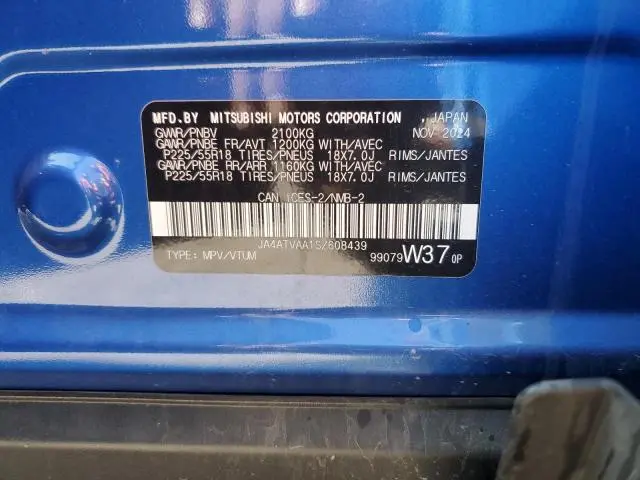 MFD.BY MITSUBISHI MOTORS CORPORATION , JAPAN
GVWR/PNBV 2100KG NOV 2024
GAWR/PNBE FR/AVT 1200KG WITH/AVEC
P225/55R18 TIRES/PNEUS 18X7.0J RIMS/JANTES
GAWR/PNBE RR/ARR 1160KG WITH/AVEC
P225/55R18 TIRES/PNEUS 18X7.0J RIMS/JANTES
CAN ICES-2/NMB-2
JA4ATVAA1SZ608439
TYPE: MPV/VTUM 99079 W37 0P